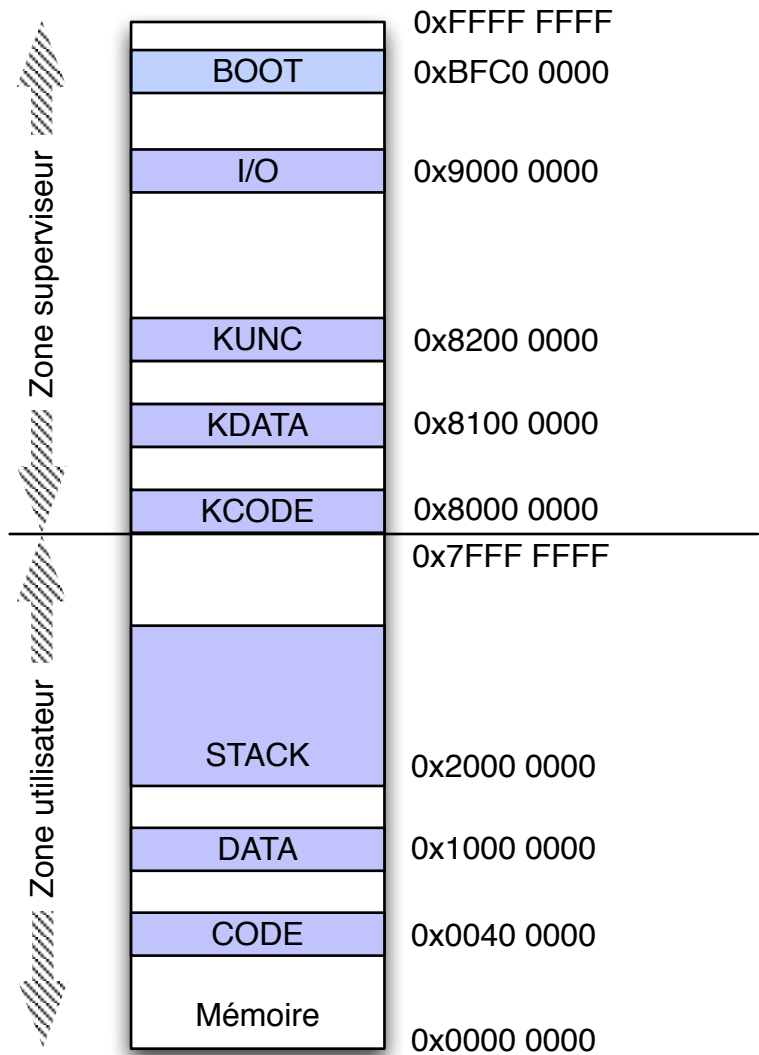 0xFFFF FFFF
BOOT 0xBFC0 0000
I/O 0x9000 0000
Zone superviseur
KUNC 0x8200 0000
KDATA 0x8100 0000
KCODE 0x8000 0000
0x7FFF FFFF
Zone utilisateur
STACK 0x2000 0000
DATA 0x1000 0000
CODE 0x0040 0000
Mémoire 0x0000 0000